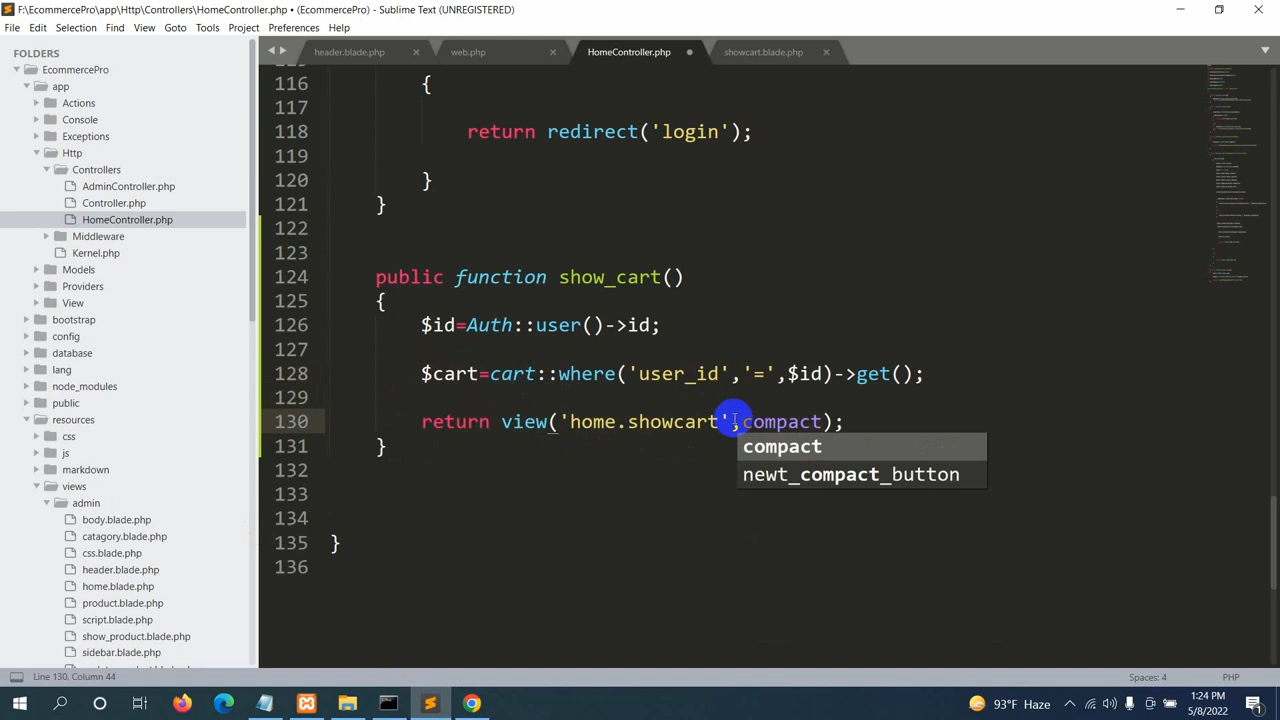 F:\EcommercePro\app\Http\Controllers\HomeController.php • (EcommercePro) - Sublime Text (UNREGISTERED)
File Edit Selection Find View Goto Tools Project Preferences Help
FOLDERS
EcommercePro
app
Actions
Console
Exceptions
Http
Controllers
AdminController.php
Controller.php
HomeController.php
Middleware
Kernel.php
Models
Providers
View
bootstrap
config
database
lang
node_modules
public
resources
css
js
markdown
views
admin
body.blade.php
catagory.blade.php
css.blade.php
header.blade.php
home.blade.php
product.blade.php
script.blade.php
show_product.blade.php
sidebar.blade.php
header.blade.php
web.php
HomeController.php
showcart.blade.php
116 {
117
118 return redirect('login');
119
120 }
121 }
122
123
124 public function show_cart()
125 {
126 $id=Auth::user()->id;
127
128 $cart=cart::where('user_id','=',$id)->get();
129
130 return view('home.showcart',compact);
131 }
132
133
134
135 }
136
compact
newt_compact_button
Line 130, Column 44
Spaces: 4
PHP
93°F Haze
1:24 PM
5/8/2022